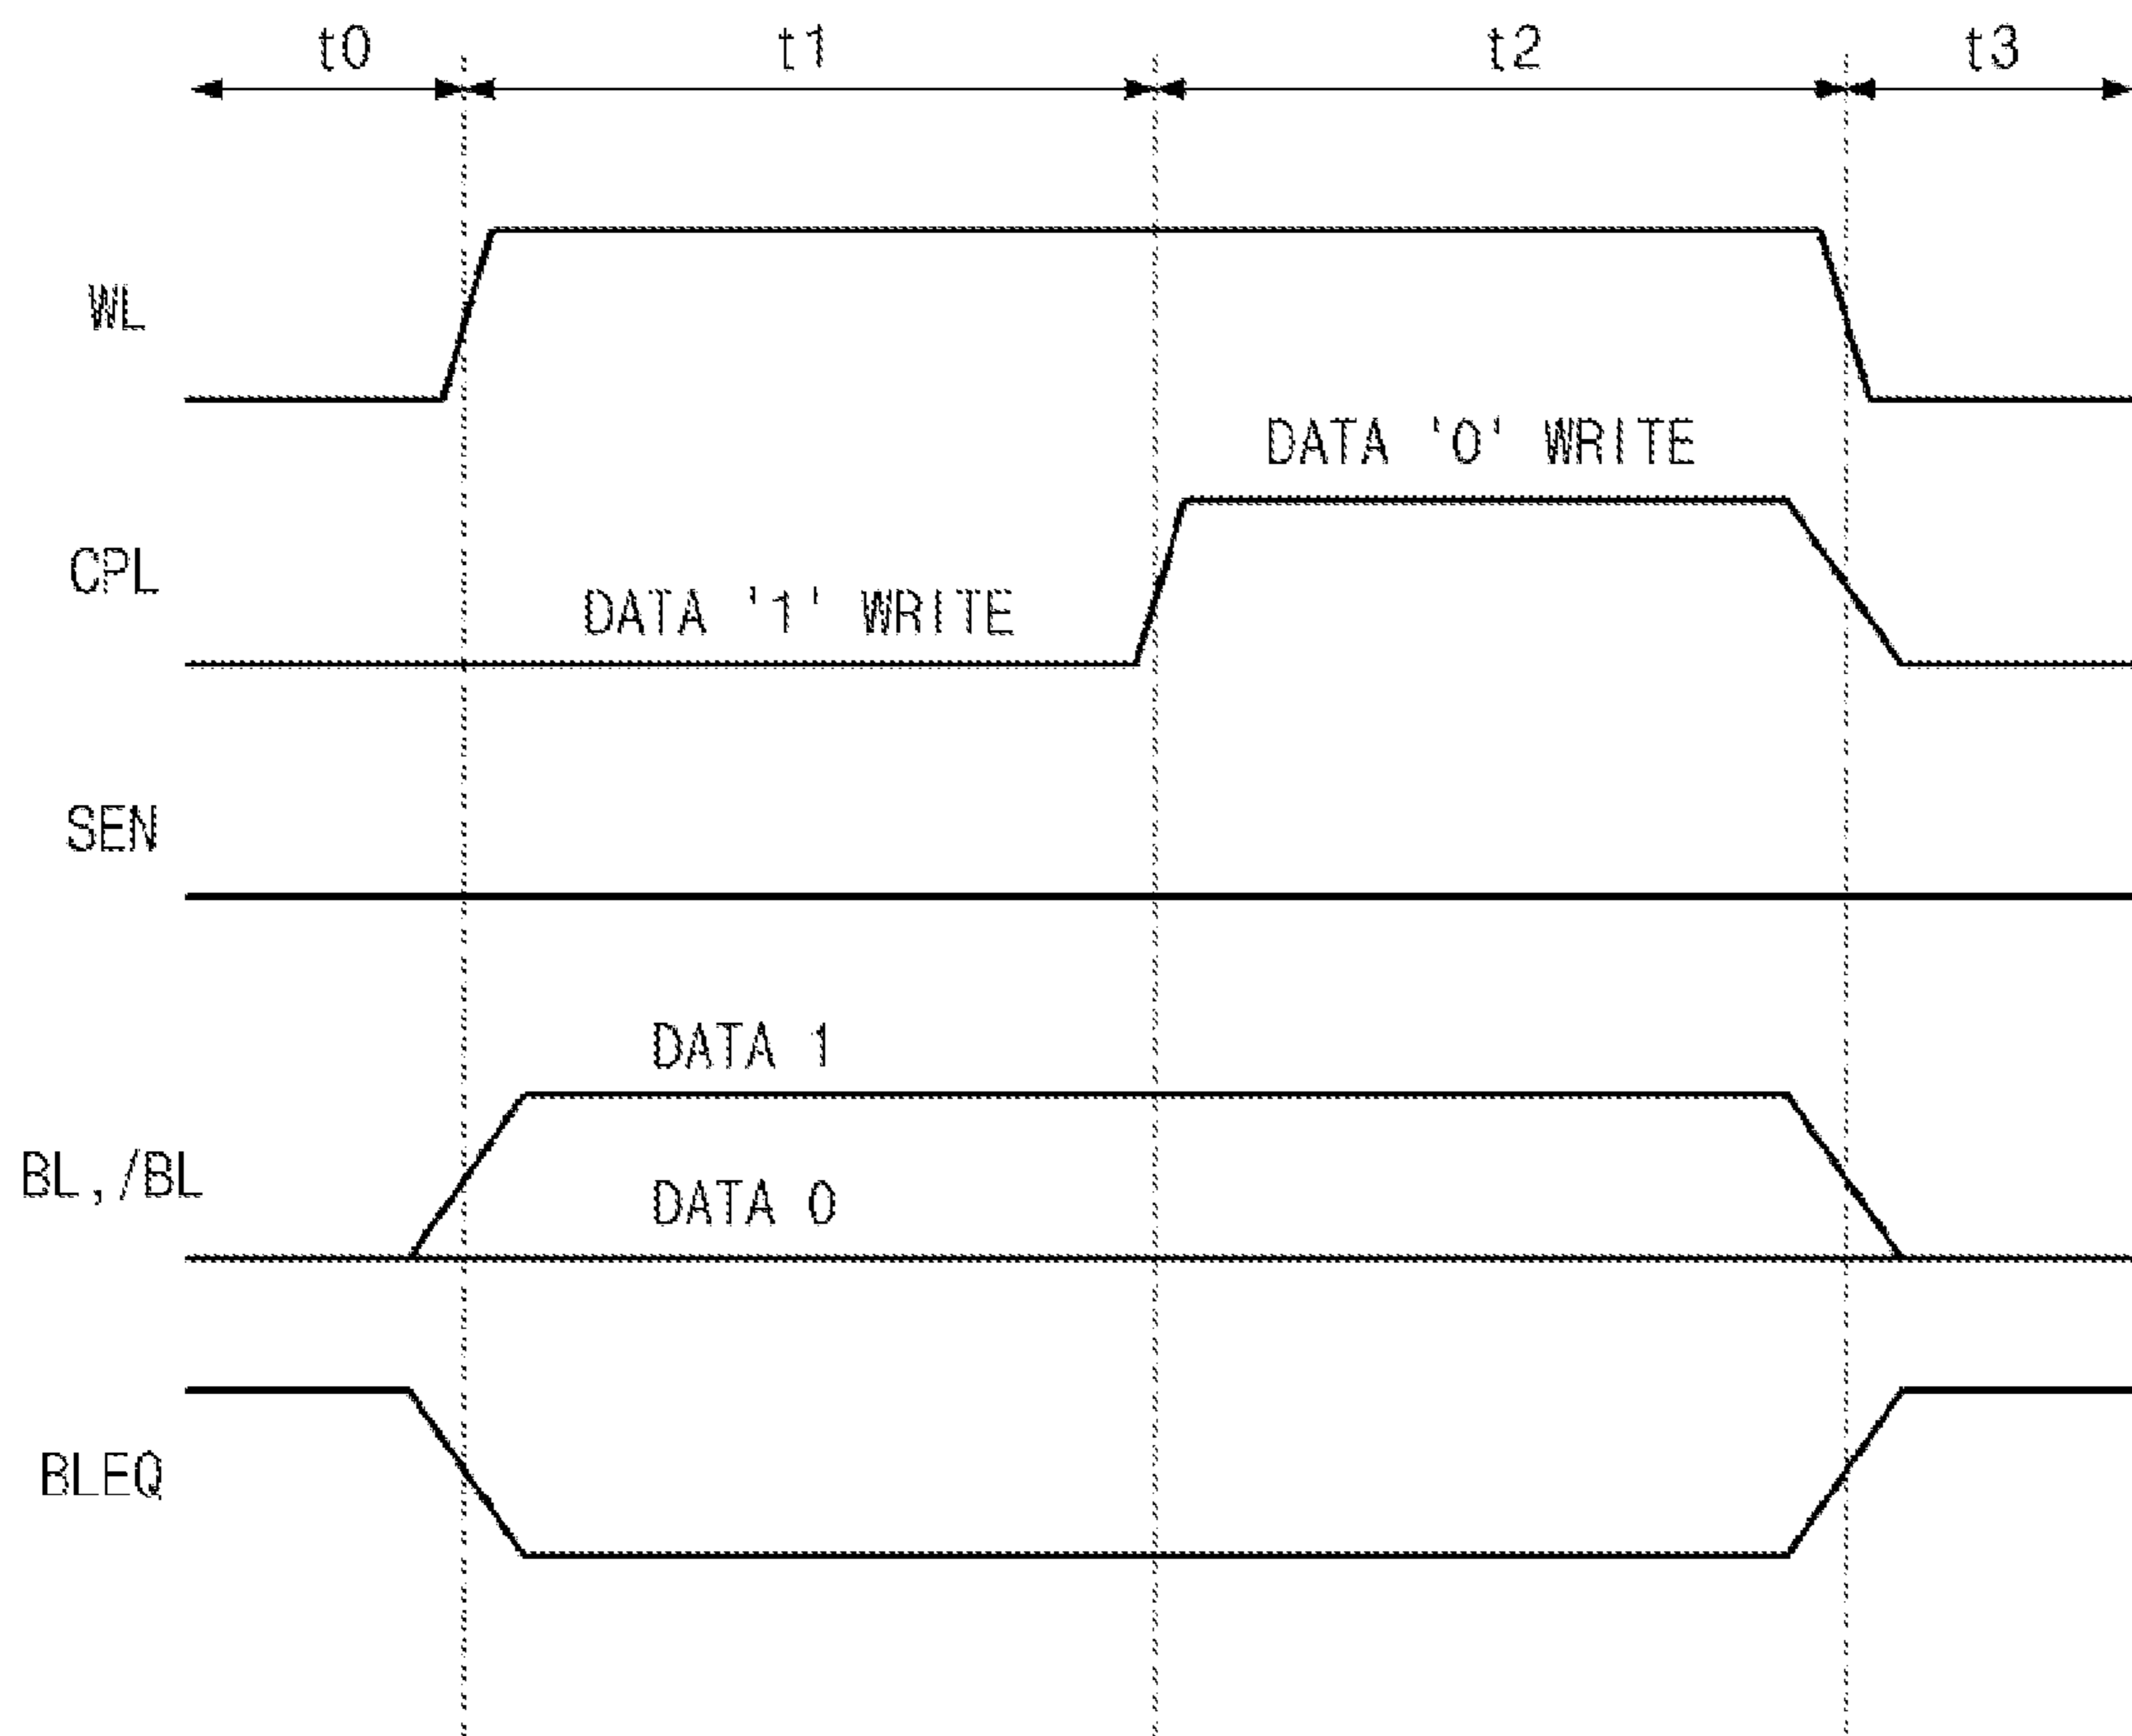 t0 t1 t2 t3
WL
DATA '0' WRITE
CPL
DATA '1' WRITE
SEN
DATA 1
BL,/BL
DATA 0
BLEQ